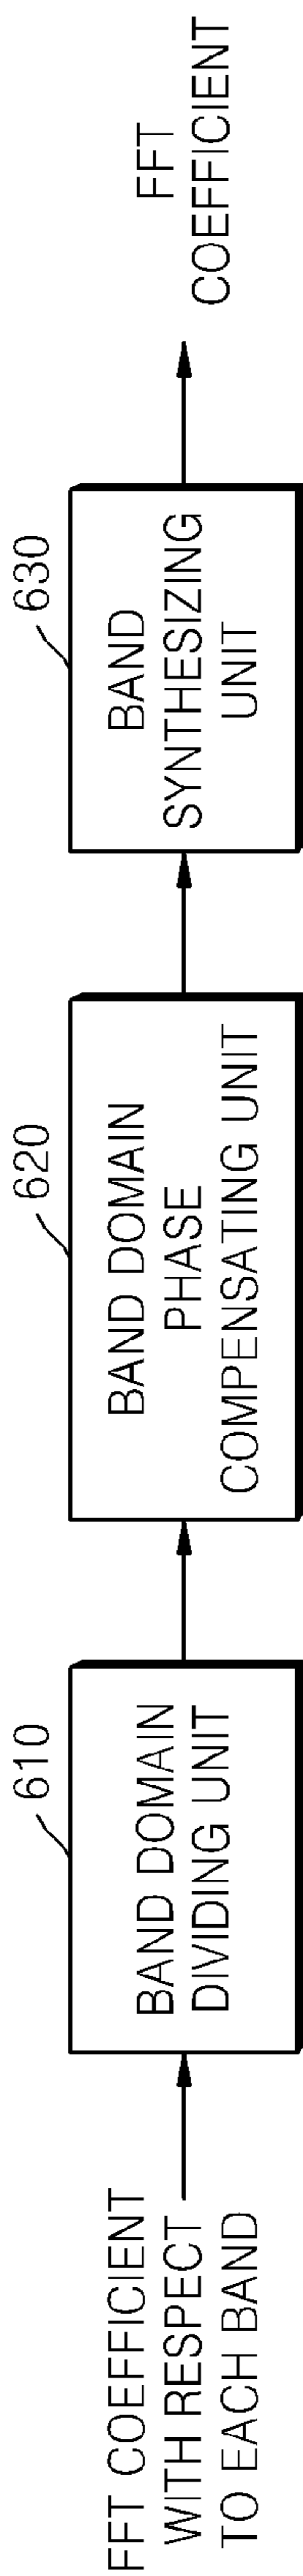 FFT COEFFICIENT
WITH RESPECT
TO EACH BAND
610
BAND DOMAIN
DIVIDING UNIT
620
BAND DOMAIN
PHASE
COMPENSATING UNIT
630
BAND
SYNTHESIZING
UNIT
FFT
COEFFICIENT